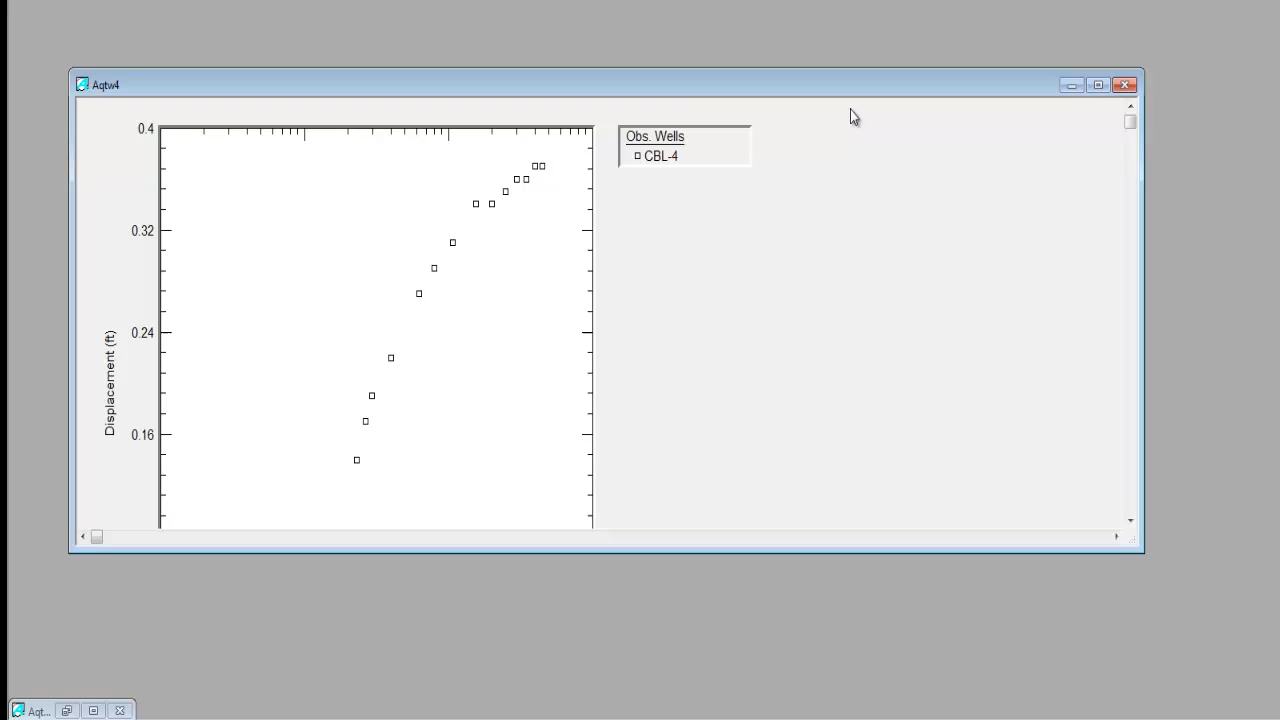 Aqtw4
0.4
Obs. Wells
CBL-4
0.32
0.24
Displacement (ft)
0.16
Aqt...